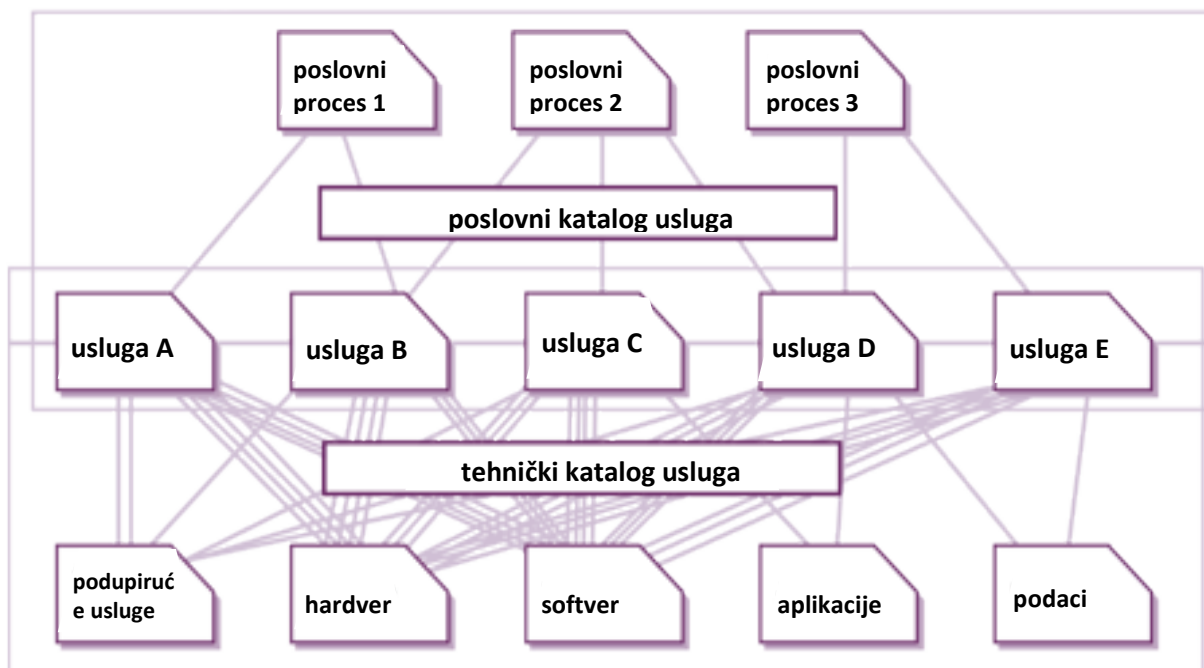 poslovni
proces 1
poslovni
proces 2
poslovni
proces 3
poslovni katalog usluga
usluga A
usluga B
usluga C
usluga D
usluga E
tehnički katalog usluga
podupiruć
e usluge
hardver
softver
aplikacije
podaci